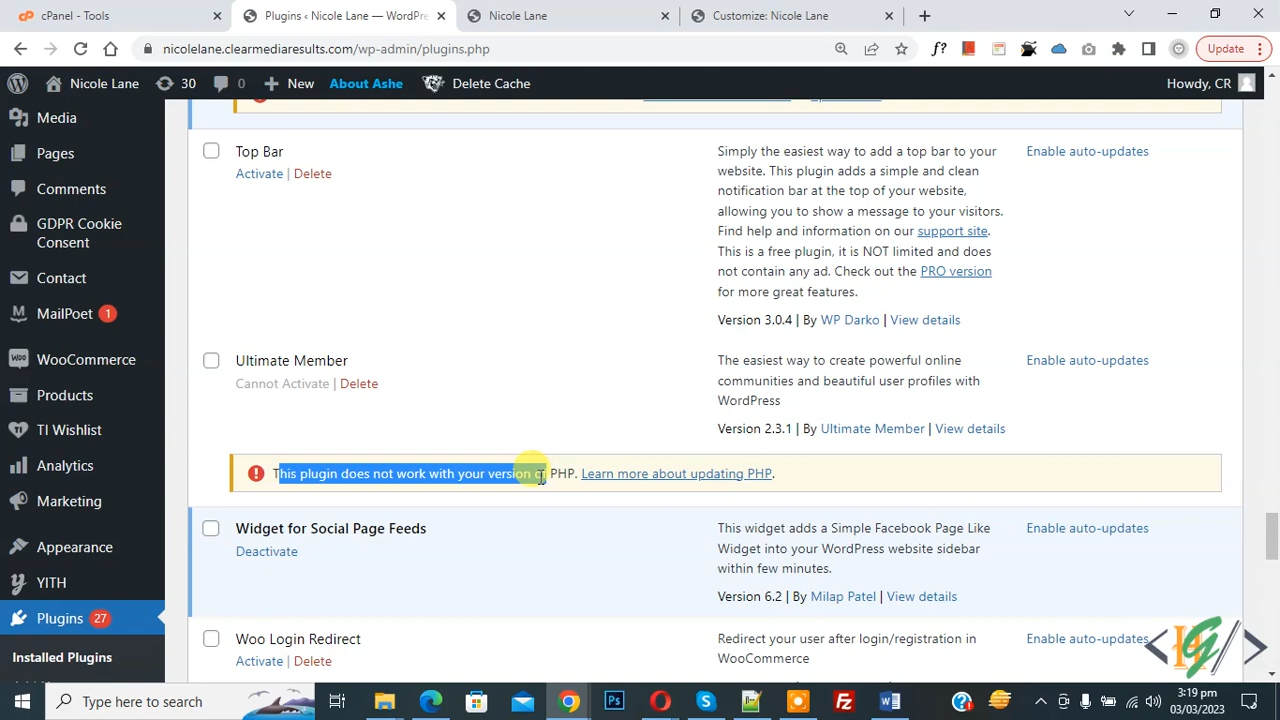 cPanel - Tools
Plugins ‹ Nicole Lane — WordPre
Nicole Lane
Customize: Nicole Lane
nicolelane.clearmediaresults.com/wp-admin/plugins.php
f?
Update
Nicole Lane
30
0
New
About Ashe
Delete Cache
Howdy, CR
Media
Pages
Comments
GDPR Cookie
Consent
Contact
MailPoet 1
WooCommerce
Products
TI Wishlist
Analytics
Marketing
Appearance
YITH
Plugins 27
Installed Plugins
Top Bar
Activate | Delete
Simply the easiest way to add a top bar to your
website. This plugin adds a simple and clean
notification bar at the top of your website,
allowing you to show a message to your visitors.
Find help and information on our support site.
This is a free plugin, it is NOT limited and does
not contain any ad. Check out the PRO version
for more great features.
Version 3.0.4 | By WP Darko | View details
Enable auto-updates
Ultimate Member
Cannot Activate | Delete
The easiest way to create powerful online
communities and beautiful user profiles with
WordPress
Version 2.3.1 | By Ultimate Member | View details
Enable auto-updates
This plugin does not work with your version of PHP. Learn more about updating PHP.
Widget for Social Page Feeds
Deactivate
This widget adds a Simple Facebook Page Like
Widget into your WordPress website sidebar
within few minutes.
Version 6.2 | By Milap Patel | View details
Enable auto-updates
Woo Login Redirect
Activate | Delete
Redirect your user after login/registration in
WooCommerce
Enable auto-updates
Type here to search
3:19 pm
03/03/2023